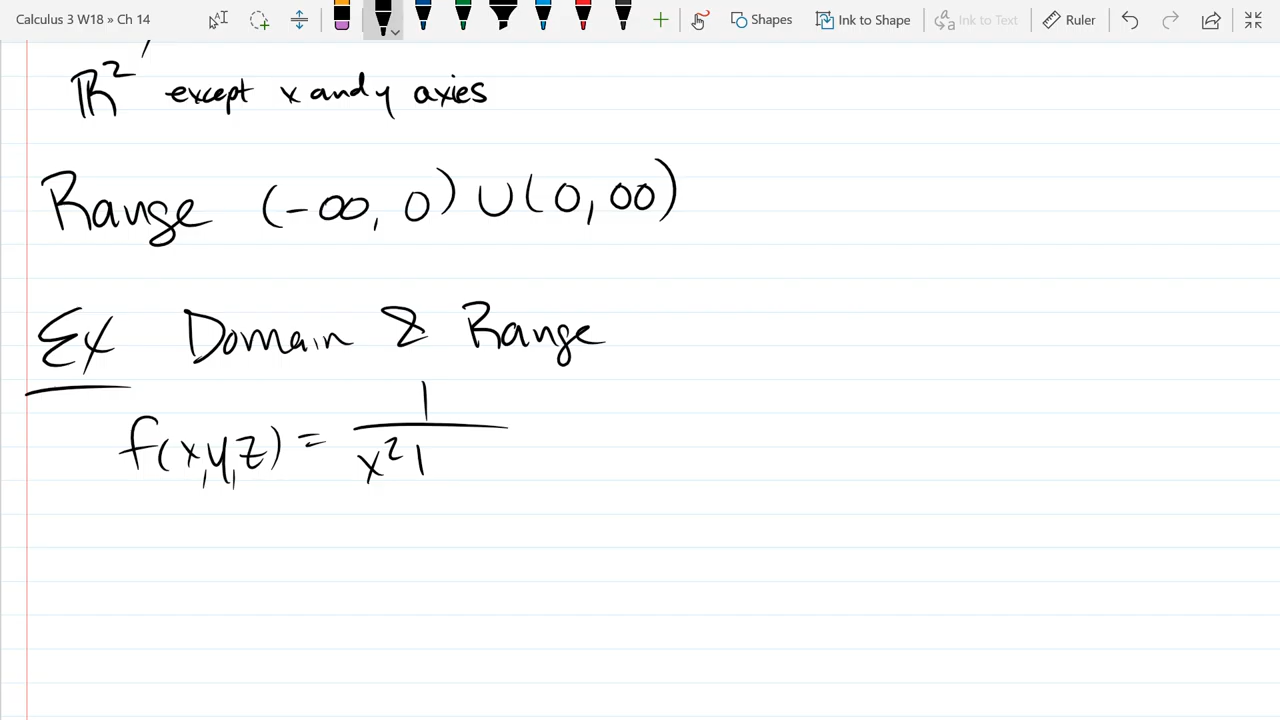 Calculus 3 W18 » Ch 14
Shapes
Ink to Shape
Ink to Text
Ruler
ℝ² except x and y axies
Range (-∞, 0) ∪ (0, ∞)
Ex Domain & Range
f(x,y,z) = 1 / x² |